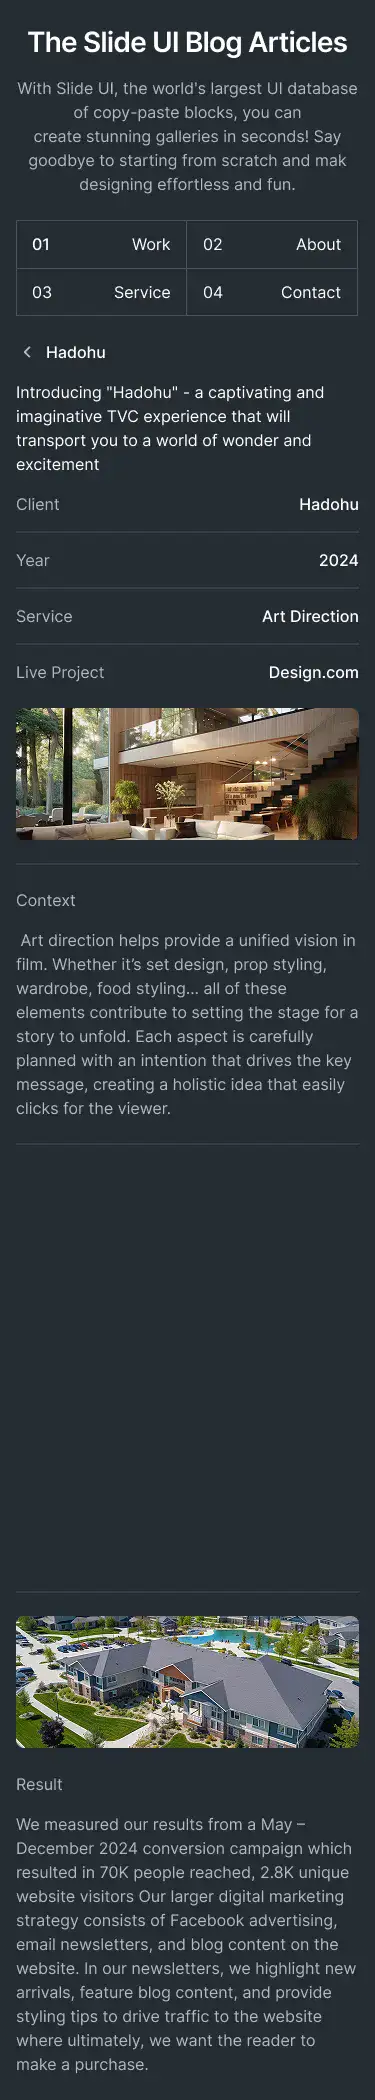 The Slide UI Blog Articles
With Slide UI, the world's largest UI database
of copy-paste blocks, you can
create stunning galleries in seconds! Say
goodbye to starting from scratch and mak
designing effortless and fun.
01 Work 02 About
03 Service 04 Contact
Hadohu
Introducing "Hadohu" - a captivating and
imaginative TVC experience that will
transport you to a world of wonder and
excitement
Client Hadohu
Year 2024
Service Art Direction
Live Project Design.com
Context
Art direction helps provide a unified vision in
film. Whether it’s set design, prop styling,
wardrobe, food styling... all of these
elements contribute to setting the stage for a
story to unfold. Each aspect is carefully
planned with an intention that drives the key
message, creating a holistic idea that easily
clicks for the viewer.
Result
We measured our results from a May –
December 2024 conversion campaign which
resulted in 70K people reached, 2.8K unique
website visitors Our larger digital marketing
strategy consists of Facebook advertising,
email newsletters, and blog content on the
website. In our newsletters, we highlight new
arrivals, feature blog content, and provide
styling tips to drive traffic to the website
where ultimately, we want the reader to
make a purchase.